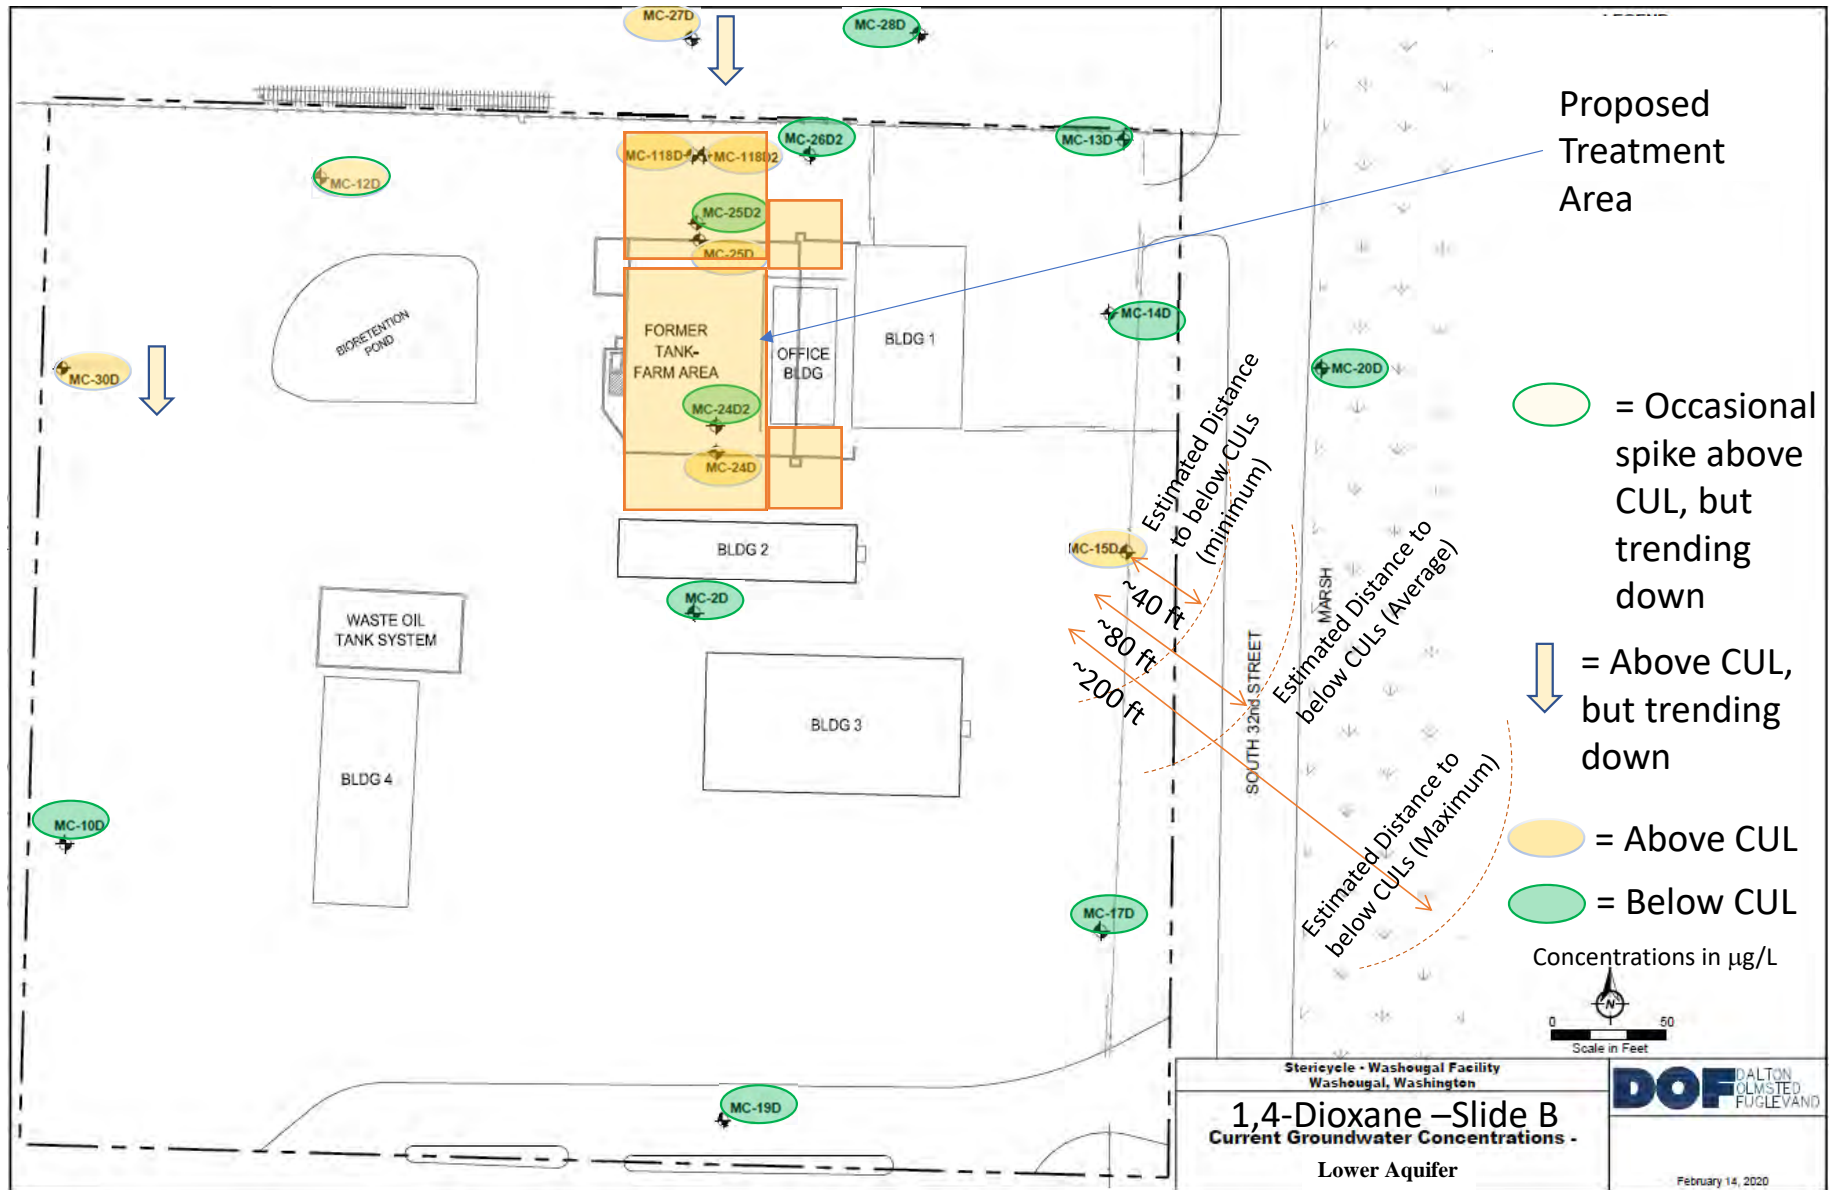 MC-27D
MC-28D
Proposed
Treatment
Area
MC-26D2
MC-13D
MC-118D
MC-118D2
MC-12D
MC-25D2
MC-25D
BIORETENTION
POND
MC-14D
FORMER
TANK-
FARM AREA
OFFICE
BLDG
BLDG 1
MC-30D
MC-20D
MC-24D2
MC-24D
= Occasional
spike above
CUL, but
trending
down
Estimated Distance
to below CULs
(minimum)
BLDG 2
MC-15D
MC-2D
~40 ft
~80 ft
~200 ft
MARSH
SOUTH 32nd STREET
Estimated Distance to
below CULs (Average)
WASTE OIL
TANK SYSTEM
= Above CUL,
but trending
down
BLDG 3
BLDG 4
Estimated Distance to
below CULs (Maximum)
MC-10D
= Above CUL
MC-17D
= Below CUL
Concentrations in µg/L
N
0 50
Scale in Feet
MC-19D
Stericycle - Washougal Facility
Washougal, Washington
1,4-Dioxane –Slide B
Current Groundwater Concentrations -
Lower Aquifer
DOF
DALTON
OLMSTED
FUGLEVAND
February 14, 2020